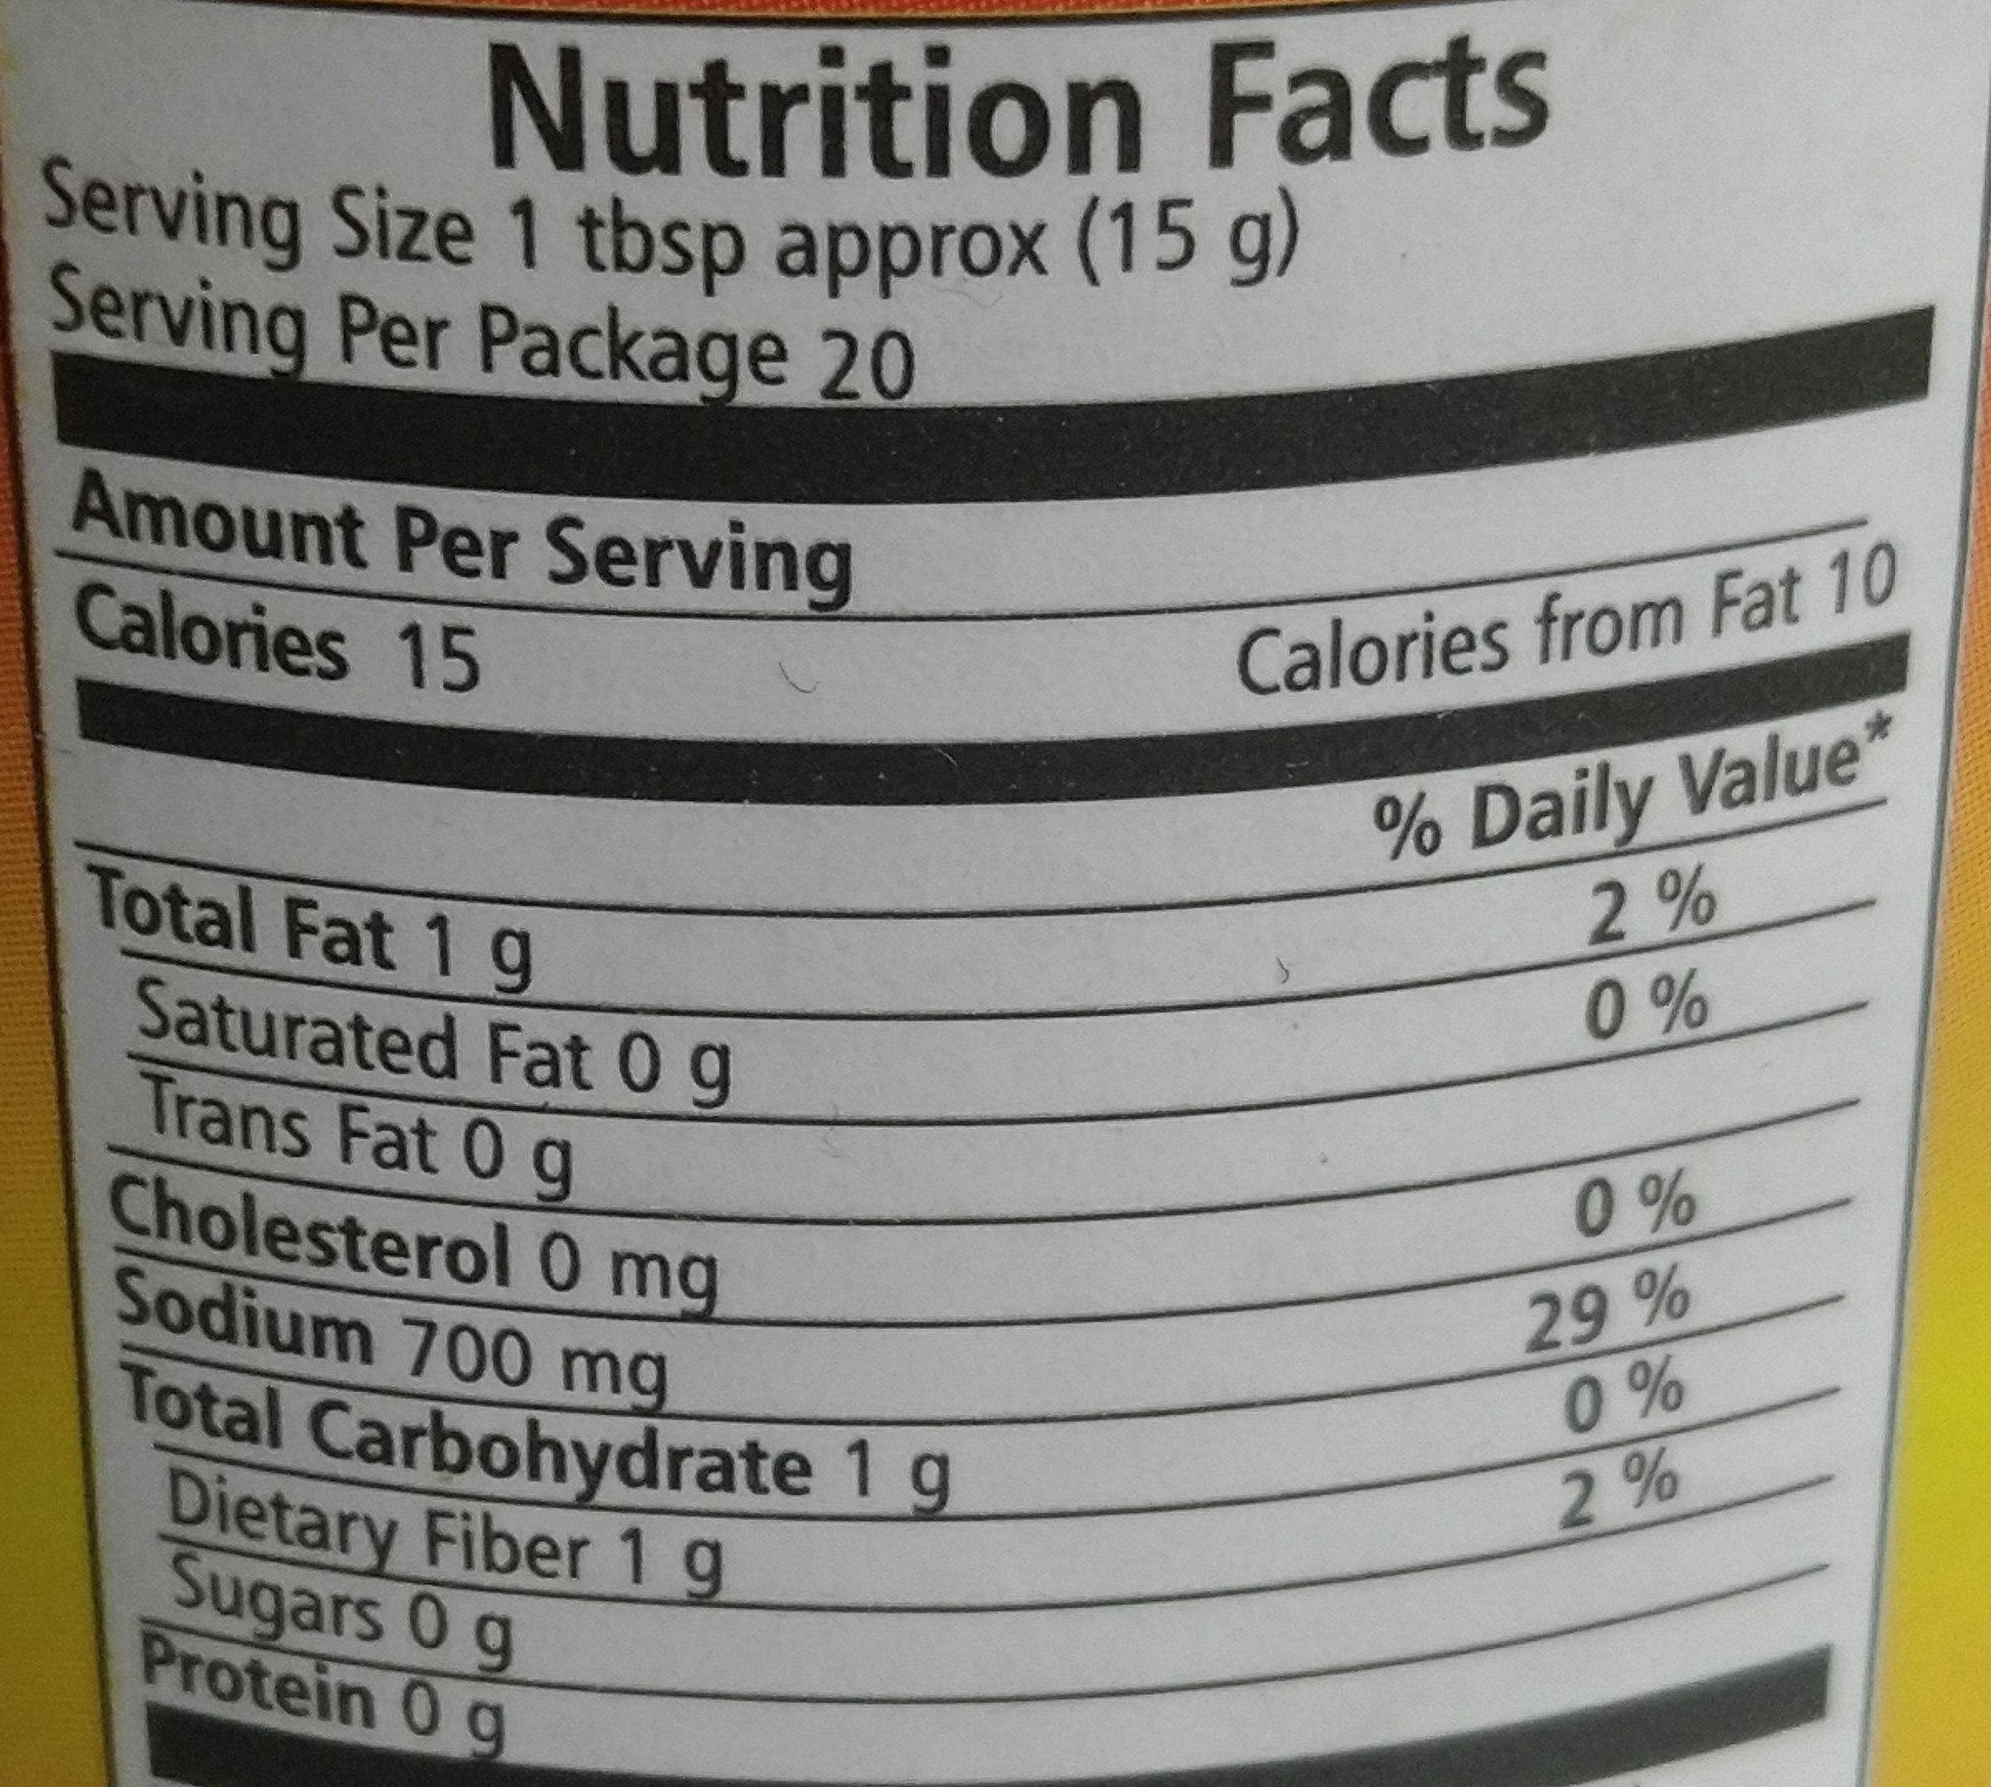 Nutrition Facts
Serving Size 1 tbsp approx (15 g)
Serving Per Package 20
Amount Per Serving
Calories 15 Calories from Fat 10
% Daily Value*
Total Fat 1 g 2 %
Saturated Fat 0 g 0 %
Trans Fat 0 g
Cholesterol 0 mg 0 %
Sodium 700 mg 29 %
Total Carbohydrate 1 g 0 %
Dietary Fiber 1 g 2 %
Sugars 0 g
Protein 0 g